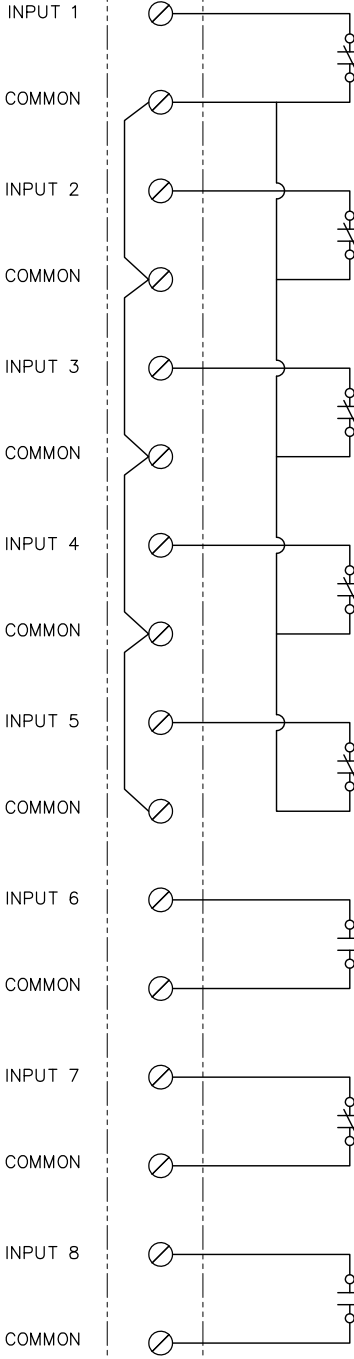 INPUT 1
COMMON
INPUT 2
COMMON
INPUT 3
COMMON
INPUT 4
COMMON
INPUT 5
COMMON
INPUT 6
COMMON
INPUT 7
COMMON
INPUT 8
COMMON